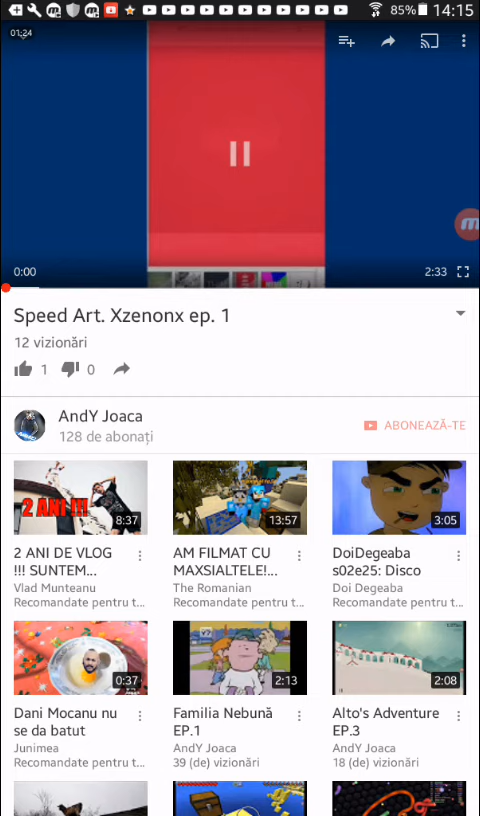 85% 14:15
01:24
0:00
2:33
Speed Art. Xzenonx ep. 1
12 vizionări
1
0
AndY Joaca
128 de abonați
ABONEAZĂ-TE
2 ANI !!!
8:37
13:57
3:05
2 ANI DE VLOG
!!! SUNTEM...
Vlad Munteanu
Recomandate pentru t...
AM FILMAT CU
MAXSIALTELE!...
The Romanian
Recomandate pentru t...
DoiDegeaba
s02e25: Disco
Doi Degeaba
Recomandate pentru t...
0:37
2:13
2:08
Dani Mocanu nu
se da batut
Junimea
Recomandate pentru t...
Familia Nebună
EP.1
AndY Joaca
39 (de) vizionări
Alto's Adventure
EP.3
AndY Joaca
18 (de) vizionări